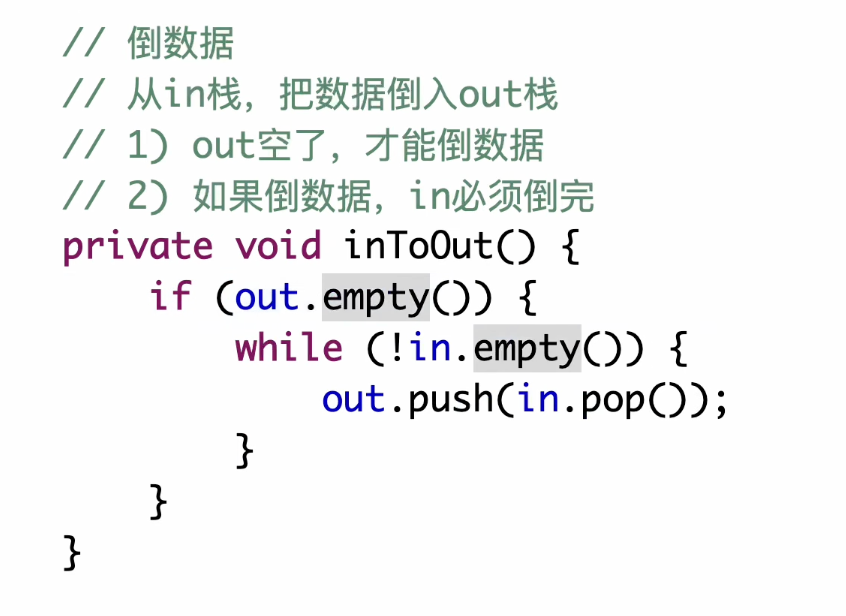 // 倒数据
// 从in栈，把数据倒入out栈
// 1) out空了，才能倒数据
// 2) 如果倒数据，in必须倒完
private void inToOut() {
    if (out.empty()) {
        while (!in.empty()) {
            out.push(in.pop());
        }
    }
}